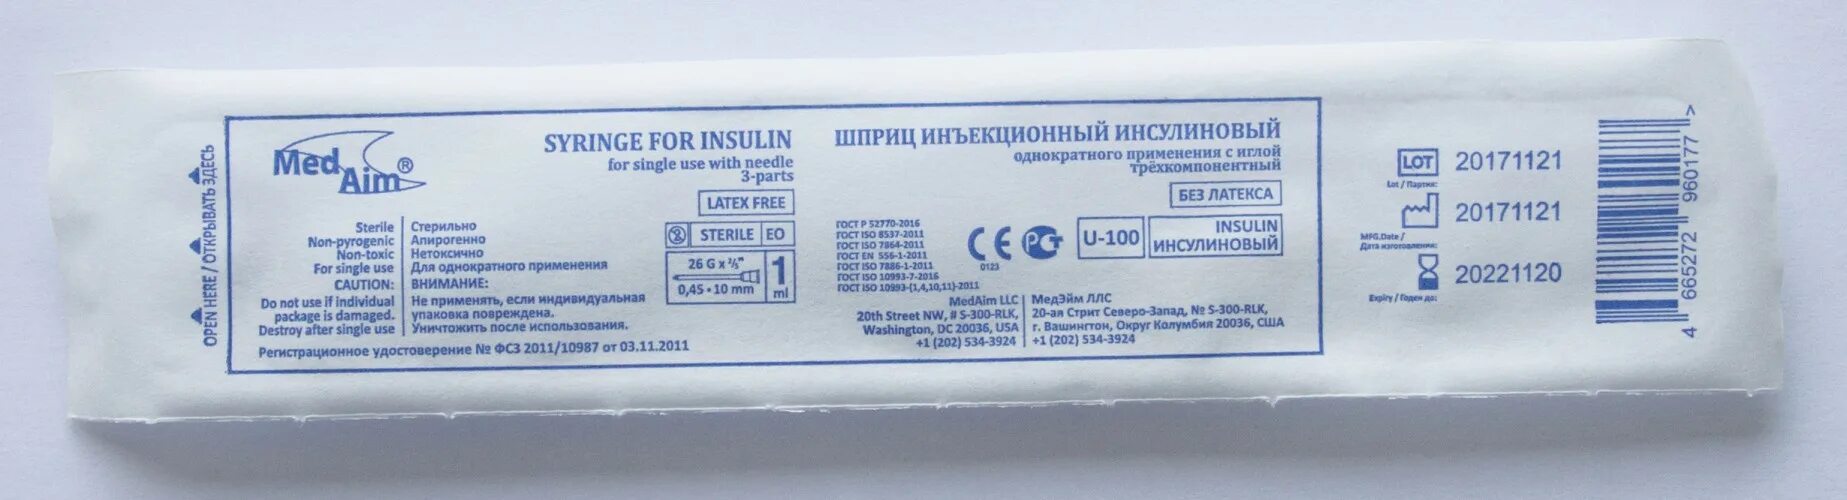 OPEN HERE / ОТКРЫВАТЬ ЗДЕСЬ
Med
Aim®
SYRINGE FOR INSULIN
for single use with needle
3-parts
LATEX FREE
2 STERILE EO
26 G x ²/₅"
0,45 • 10 mm
1
ml
Sterile | Стерильно
Non-pyrogenic | Апирогенно
Non-toxic | Нетоксично
For single use | Для однократного применения
CAUTION: | ВНИМАНИЕ:
Do not use if individual | Не применять, если индивидуальная
package is damaged. | упаковка повреждена.
Destroy after single use | Уничтожить после использования.
Регистрационное удостоверение № ФСЗ 2011/10987 от 03.11.2011
ШПРИЦ ИНЪЕКЦИОННЫЙ ИНСУЛИНОВЫЙ
однократного применения с иглой
трёхкомпонентный
БЕЗ ЛАТЕКСА
ГОСТ Р 52770-2016
ГОСТ ISO 8537-2011
ГОСТ ISO 7864-2011
ГОСТ EN 556-1-2011
ГОСТ ISO 7886-1-2011
ГОСТ ISO 10993-7-2016
ГОСТ ISO 10993-(1,4,10,11)-2011
CE
0123
РСТ
U-100
INSULIN
ИНСУЛИНОВЫЙ
MedAim LLC | МедЭйм ЛЛС
20th Street NW, # S-300-RLK, | 20-ая Стрит Северо-Запад, № S-300-RLK,
Washington, DC 20036, USA | г. Вашингтон, Округ Колумбия 20036, США
+1 (202) 534-3924 | +1 (202) 534-3924
LOT 20171121
Lot / Партия:
20171121
MFG.Date /
Дата изготовления:
20221120
Expiry / Годен до:
4 665272 960177 >